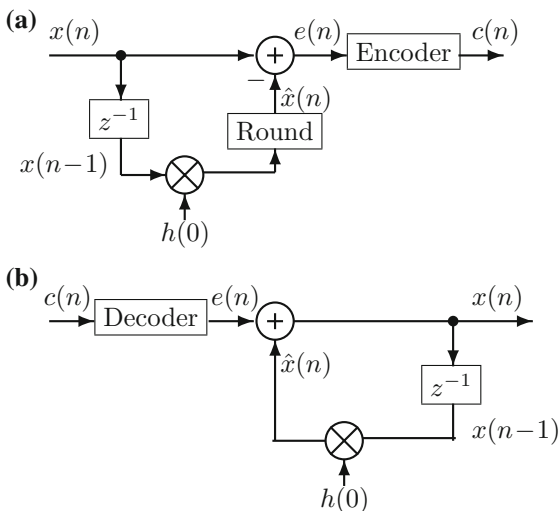 (a)
x(n) e(n) Encoder c(n)
+
−
x̂(n)
z⁻¹ Round
x(n−1)
h(0)
(b)
c(n) Decoder e(n) + x(n)
x̂(n)
z⁻¹
x(n−1)
h(0)